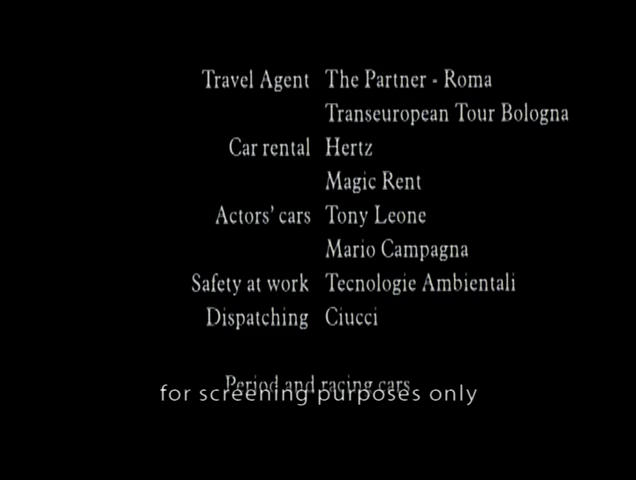 Travel Agent The Partner - Roma
Transeuropean Tour Bologna
Car rental Hertz
Magic Rent
Actors' cars Tony Leone
Mario Campagna
Safety at work Tecnologie Ambientali
Dispatching Ciucci
Period and racing cars
for screening purposes only